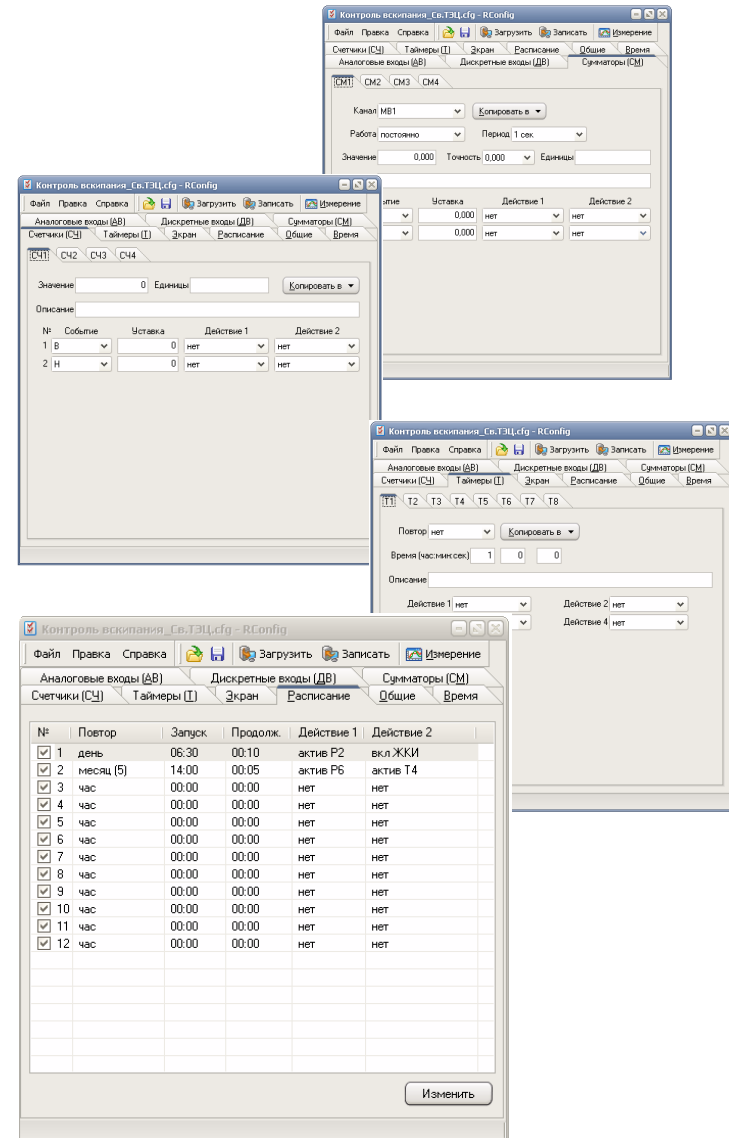 Контроль вскипания_Св.ТЭЦ.cfg - RConfig
Файл Правка Справка Загрузить Записать Измерение
Счетчики (СЧ) Таймеры (Т) Экран Расписание Общие Время
Аналоговые входы (АВ) Дискретные входы (ДВ) Сумматоры (СМ)
СМ1 СМ2 СМ3 СМ4
Канал МВ1 Копировать в
Работа постоянно Период 1 сек
Значение 0,000 Точность 0,000 Единицы
ытие Уставка Действие 1 Действие 2
0,000 нет нет
0,000 нет нет
Контроль вскипания_Св.ТЭЦ.cfg - RConfig
Файл Правка Справка Загрузить Записать Измерение
Аналоговые входы (АВ) Дискретные входы (ДВ) Сумматоры (СМ)
Счетчики (СЧ) Таймеры (Т) Экран Расписание Общие Время
СЧ1 СЧ2 СЧ3 СЧ4
Значение 0 Единицы Копировать в
Описание
№ Событие Уставка Действие 1 Действие 2
1 В 0 нет нет
2 Н 0 нет нет
Контроль вскипания_Св.ТЭЦ.cfg - RConfig
Файл Правка Справка Загрузить Записать Измерение
Аналоговые входы (АВ) Дискретные входы (ДВ) Сумматоры (СМ)
Счетчики (СЧ) Таймеры (Т) Экран Расписание Общие Время
Т1 Т2 Т3 Т4 Т5 Т6 Т7 Т8
Повтор нет Копировать в
Время (час:мин:сек) 1 0 0
Описание
Действие 1 нет Действие 2 нет
Действие 4 нет
Контроль вскипания_Св.ТЭЦ.cfg - RConfig
Файл Правка Справка Загрузить Записать Измерение
Аналоговые входы (АВ) Дискретные входы (ДВ) Сумматоры (СМ)
Счетчики (СЧ) Таймеры (Т) Экран Расписание Общие Время
№ Повтор Запуск Продолж. Действие 1 Действие 2
1 день 06:30 00:10 актив Р2 вкл ЖКИ
2 месяц (5) 14:00 00:05 актив Р6 актив Т4
3 час 00:00 00:00 нет нет
4 час 00:00 00:00 нет нет
5 час 00:00 00:00 нет нет
6 час 00:00 00:00 нет нет
7 час 00:00 00:00 нет нет
8 час 00:00 00:00 нет нет
9 час 00:00 00:00 нет нет
10 час 00:00 00:00 нет нет
11 час 00:00 00:00 нет нет
12 час 00:00 00:00 нет нет
Изменить